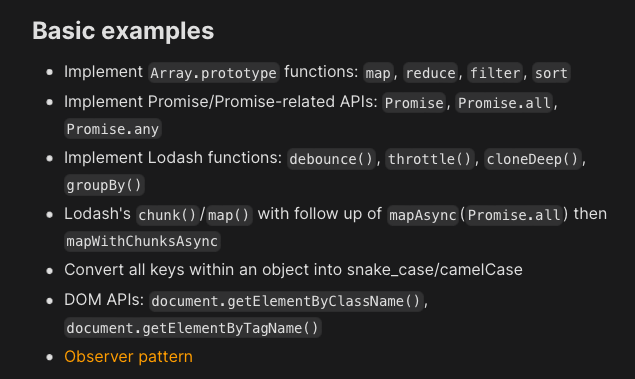 Basic examples
Implement Array.prototype functions: map, reduce, filter, sort
Implement Promise/Promise-related APIs: Promise, Promise.all,
Promise.any
Implement Lodash functions: debounce(), throttle(), cloneDeep(),
groupBy()
Lodash's chunk()/map() with follow up of mapAsync(Promise.all) then
mapWithChunksAsync
Convert all keys within an object into snake_case/camelCase
DOM APIs: document.getElementByClassName(),
document.getElementByTagName()
Observer pattern